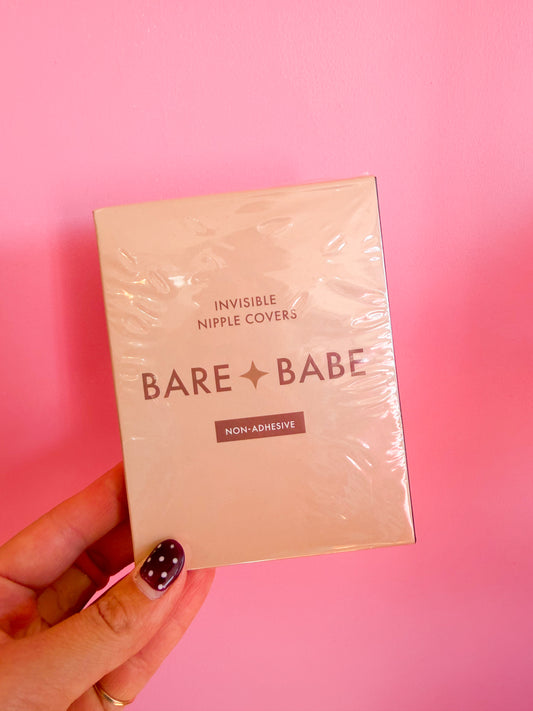 INVISIBLE
NIPPLE COVERS
BARE BABE
NON-ADHESIVE